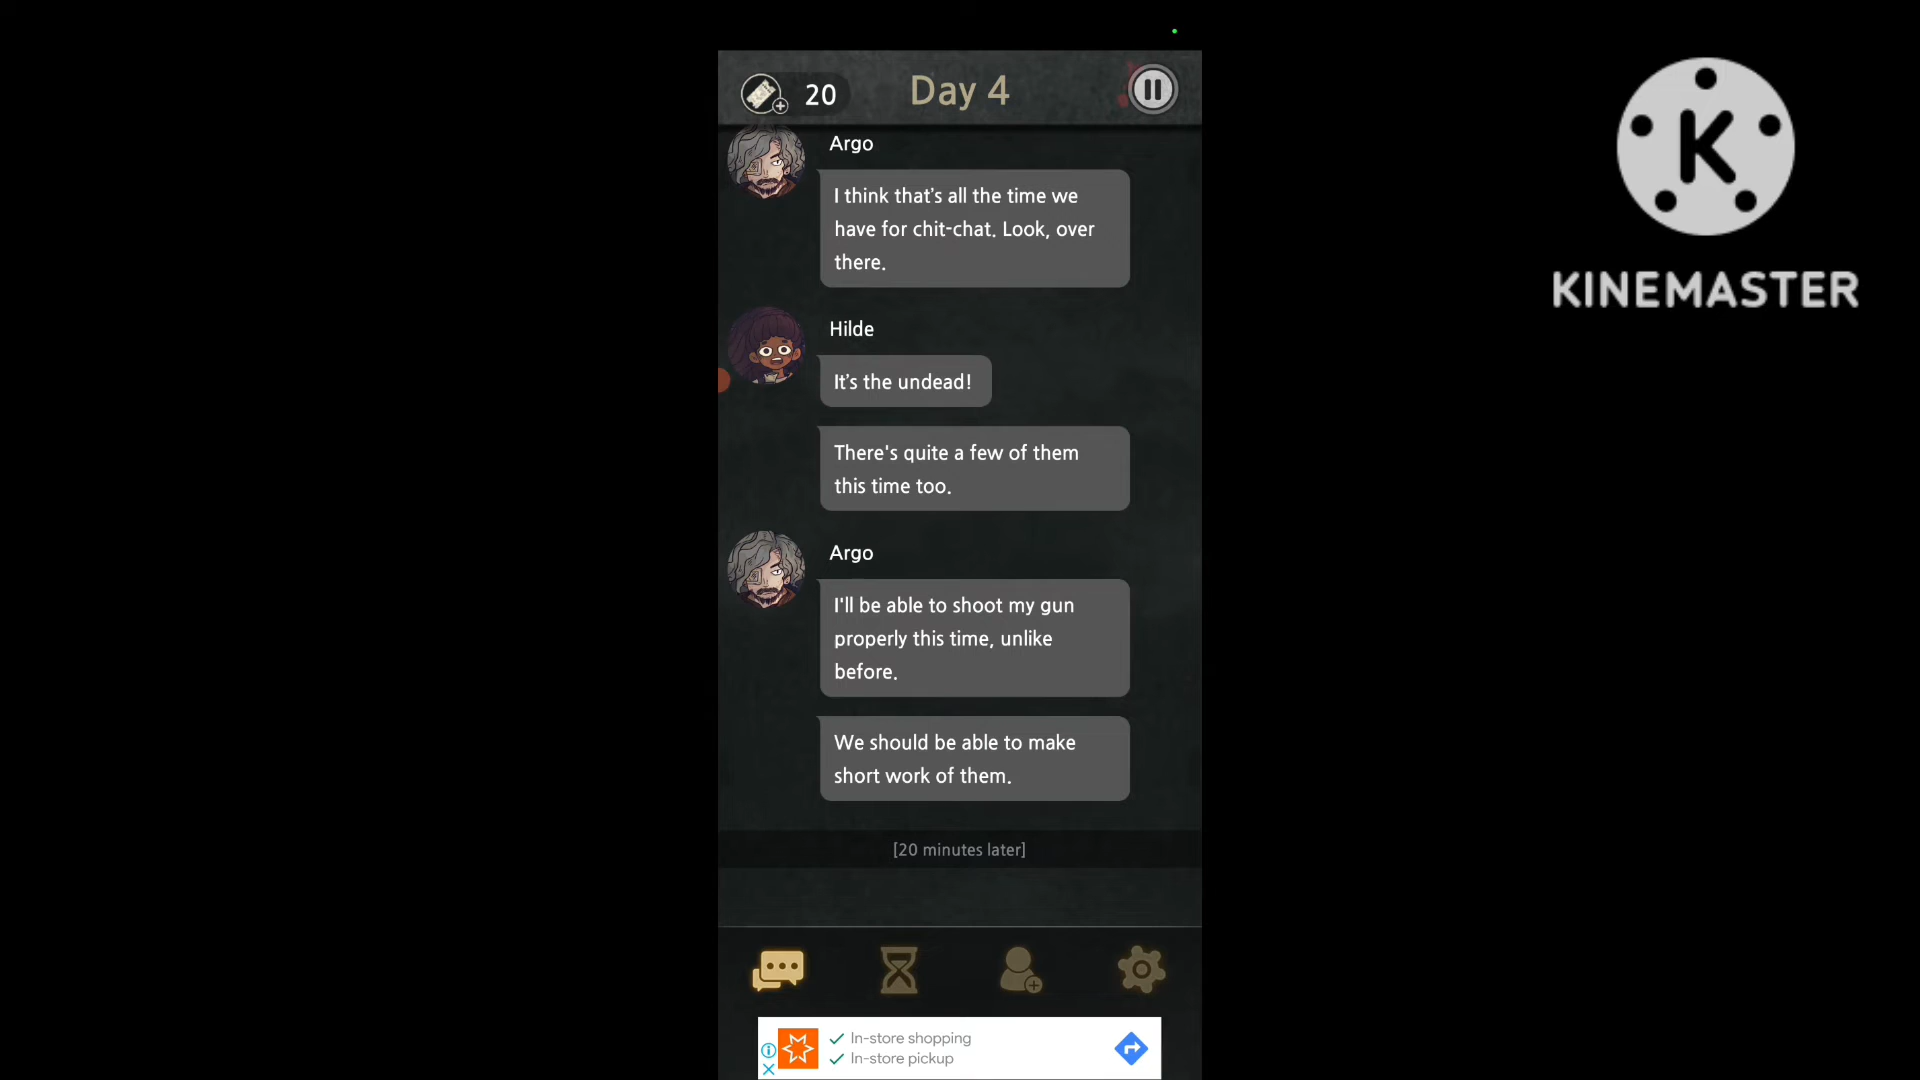 20
Day 4
Argo
I think that's all the time we
have for chit-chat. Look, over
there.
Hilde
It's the undead!
There's quite a few of them
this time too.
Argo
I'll be able to shoot my gun
properly this time, unlike
before.
We should be able to make
short work of them.
[20 minutes later]
In-store shopping
In-store pickup
K
KINEMASTER